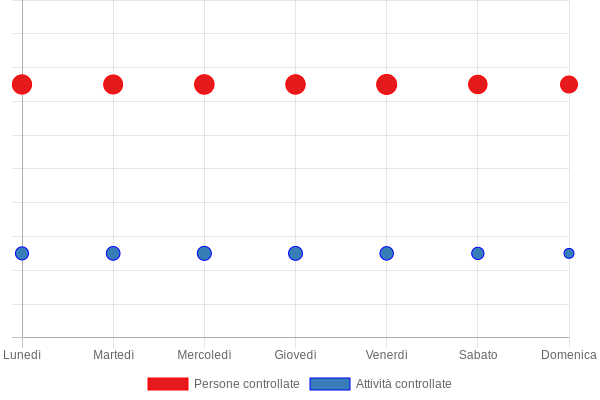 Lunedì Martedì Mercoledì Giovedì Venerdì Sabato Domenica
Persone controllate Attività controllate